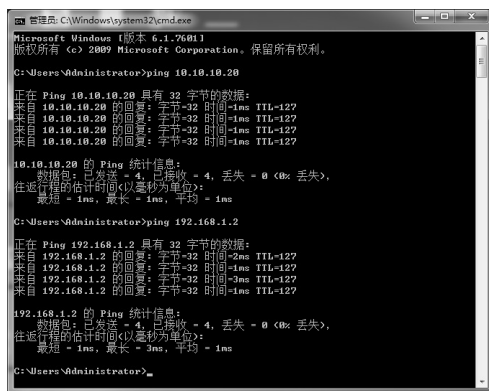 管理员: C:\Windows\system32\cmd.exe
Microsoft Windows [版本 6.1.7601]
版权所有 (c) 2009 Microsoft Corporation。保留所有权利。
C:\Users\Administrator>ping 10.10.10.20
正在 Ping 10.10.10.20 具有 32 字节的数据:
来自 10.10.10.20 的回复: 字节=32 时间=1ms TTL=127
来自 10.10.10.20 的回复: 字节=32 时间=1ms TTL=127
来自 10.10.10.20 的回复: 字节=32 时间=1ms TTL=127
来自 10.10.10.20 的回复: 字节=32 时间=1ms TTL=127
10.10.10.20 的 Ping 统计信息:
数据包: 已发送 = 4, 已接收 = 4, 丢失 = 0 (0% 丢失),
往返行程的估计时间(以毫秒为单位):
最短 = 1ms, 最长 = 1ms, 平均 = 1ms
C:\Users\Administrator>ping 192.168.1.2
正在 Ping 192.168.1.2 具有 32 字节的数据:
来自 192.168.1.2 的回复: 字节=32 时间=2ms TTL=127
来自 192.168.1.2 的回复: 字节=32 时间=1ms TTL=127
来自 192.168.1.2 的回复: 字节=32 时间=3ms TTL=127
来自 192.168.1.2 的回复: 字节=32 时间=1ms TTL=127
192.168.1.2 的 Ping 统计信息:
数据包: 已发送 = 4, 已接收 = 4, 丢失 = 0 (0% 丢失),
往返行程的估计时间(以毫秒为单位):
最短 = 1ms, 最长 = 3ms, 平均 = 1ms
C:\Users\Administrator>_